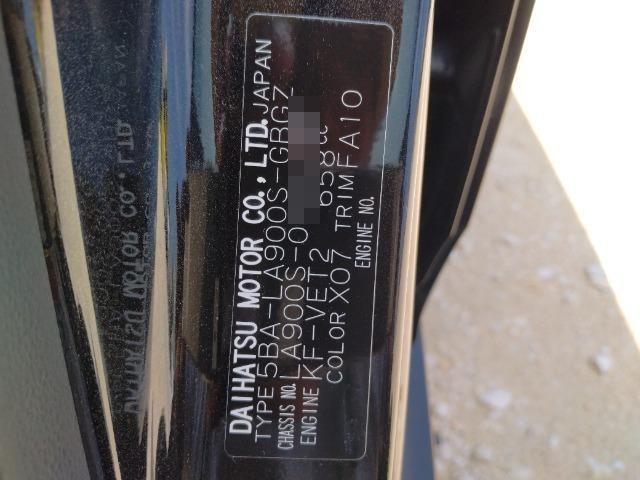 DAIHATSU MOTOR CO., LTD. JAPAN
TYPE 5BA-LA900S-GBGZ
CHASSIS NO. LA900S-0
ENGINE KF-VET2 658cc
COLOR X07 TRIM FA10
ENGINE NO.